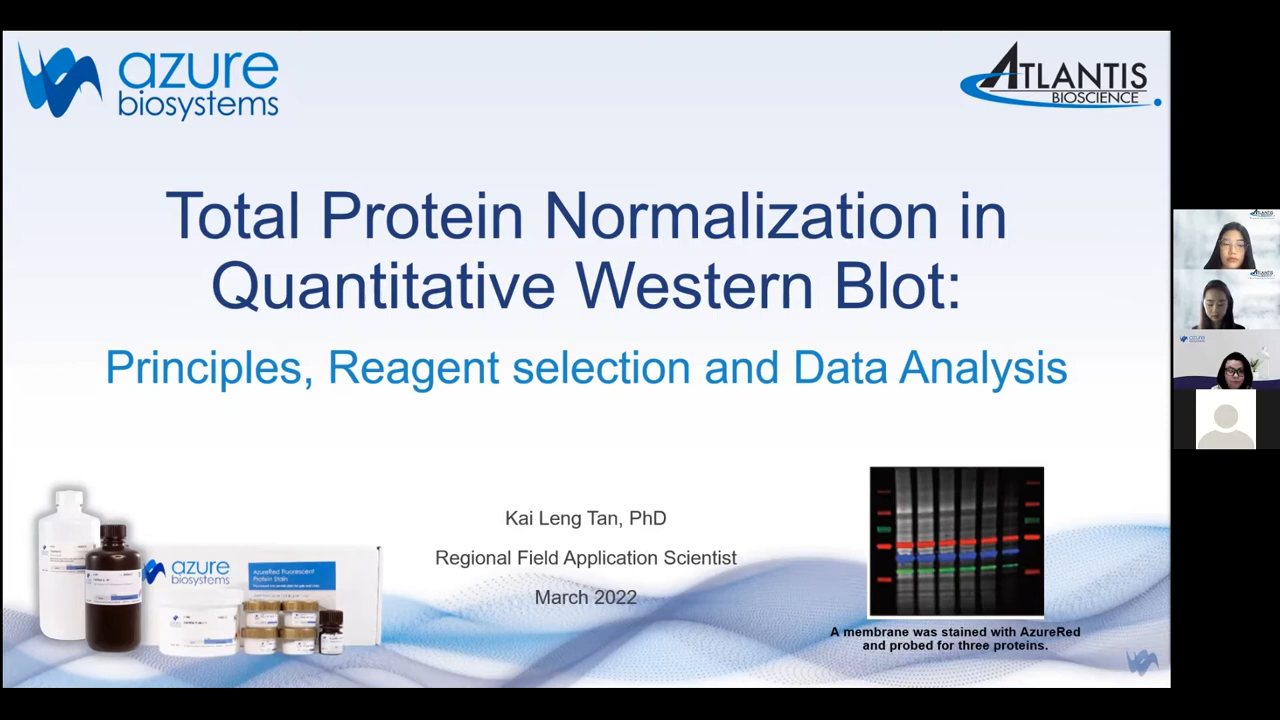 azure
biosystems
ATLANTIS
BIOSCIENCE
Total Protein Normalization in
Quantitative Western Blot:
Principles, Reagent selection and Data Analysis
Kai Leng Tan, PhD
Regional Field Application Scientist
March 2022
azure
biosystems
AzureRed Fluorescent
Protein Stain
A membrane was stained with AzureRed
and probed for three proteins.
azure